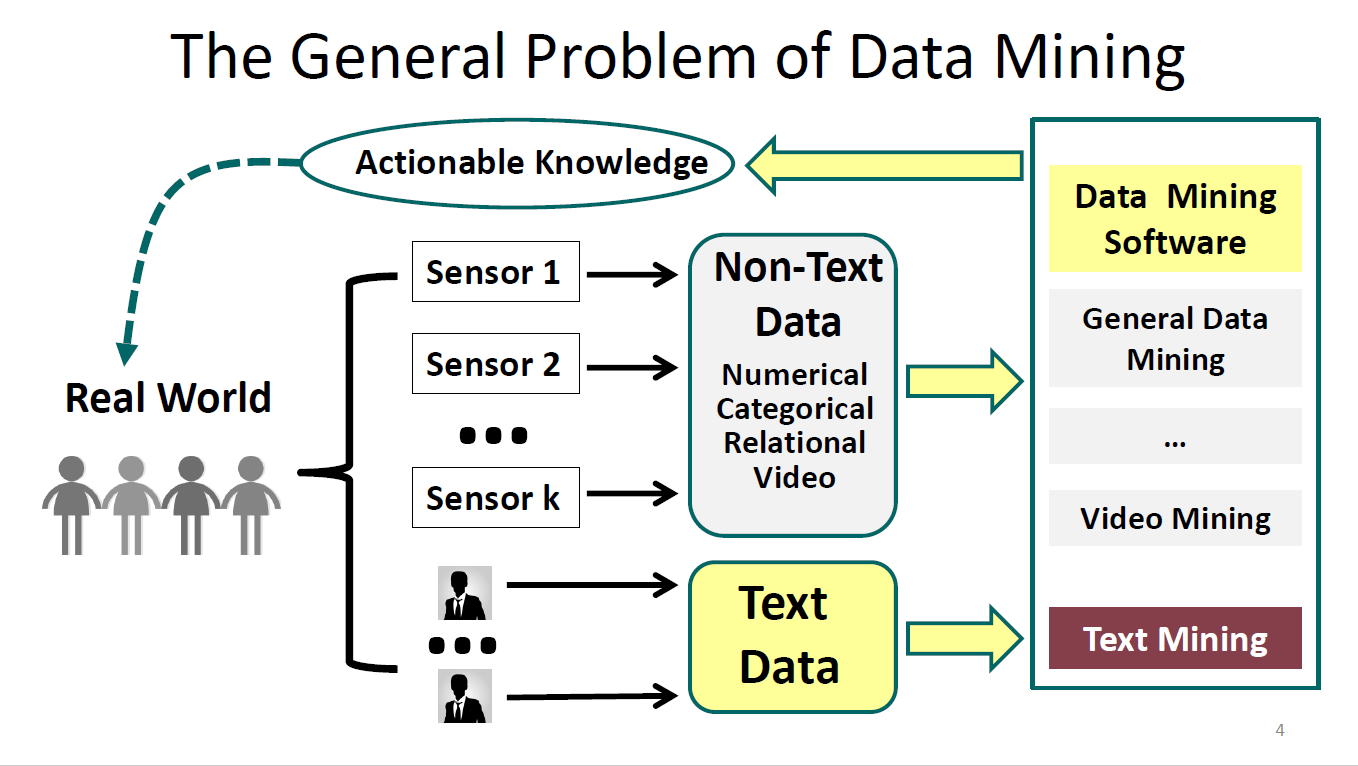 The General Problem of Data Mining
Actionable Knowledge
Real World
Sensor 1
Sensor 2
...
Sensor k
...
Non-Text
Data
Numerical
Categorical
Relational
Video
Text
Data
Data Mining
Software
General Data
Mining
...
Video Mining
Text Mining
4